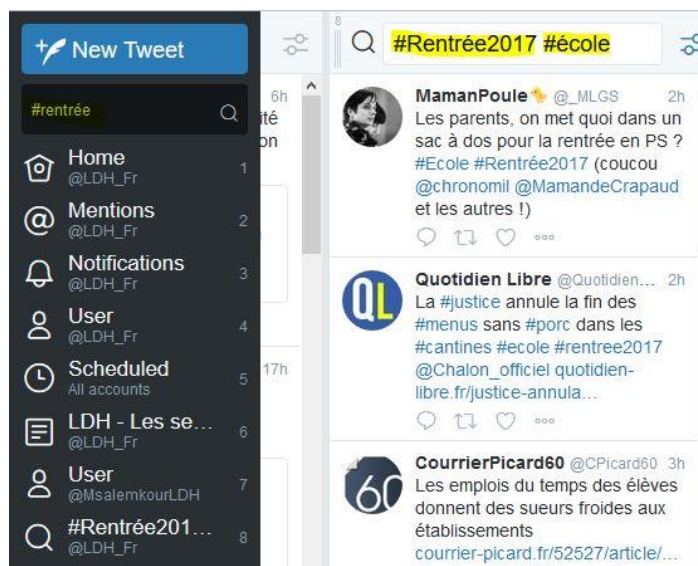 New Tweet
#rentrée
Home
@LDH_Fr
1
Mentions
@LDH_Fr
2
Notifications
@LDH_Fr
3
User
@LDH_Fr
4
Scheduled
All accounts
5
LDH - Les se...
@LDH_Fr
6
User
@MsalemkourLDH
7
#Rentrée201...
@LDH_Fr
8
6h
ité
on
17h
8
#Rentrée2017 #école
MamanPoule @_MLGS 2h
Les parents, on met quoi dans un
sac à dos pour la rentrée en PS ?
#Ecole #Rentrée2017 (coucou
@chronomil @MamandeCrapaud
et les autres !)
Quotidien Libre @Quotidien... 2h
La #justice annule la fin des
#menus sans #porc dans les
#cantines #ecole #rentree2017
@Chalon_officiel quotidien-
libre.fr/justice-annula...
QL
CourrierPicard60 @CPicard60 3h
Les emplois du temps des élèves
donnent des sueurs froides aux
établissements
courrier-picard.fr/52527/article/...
60